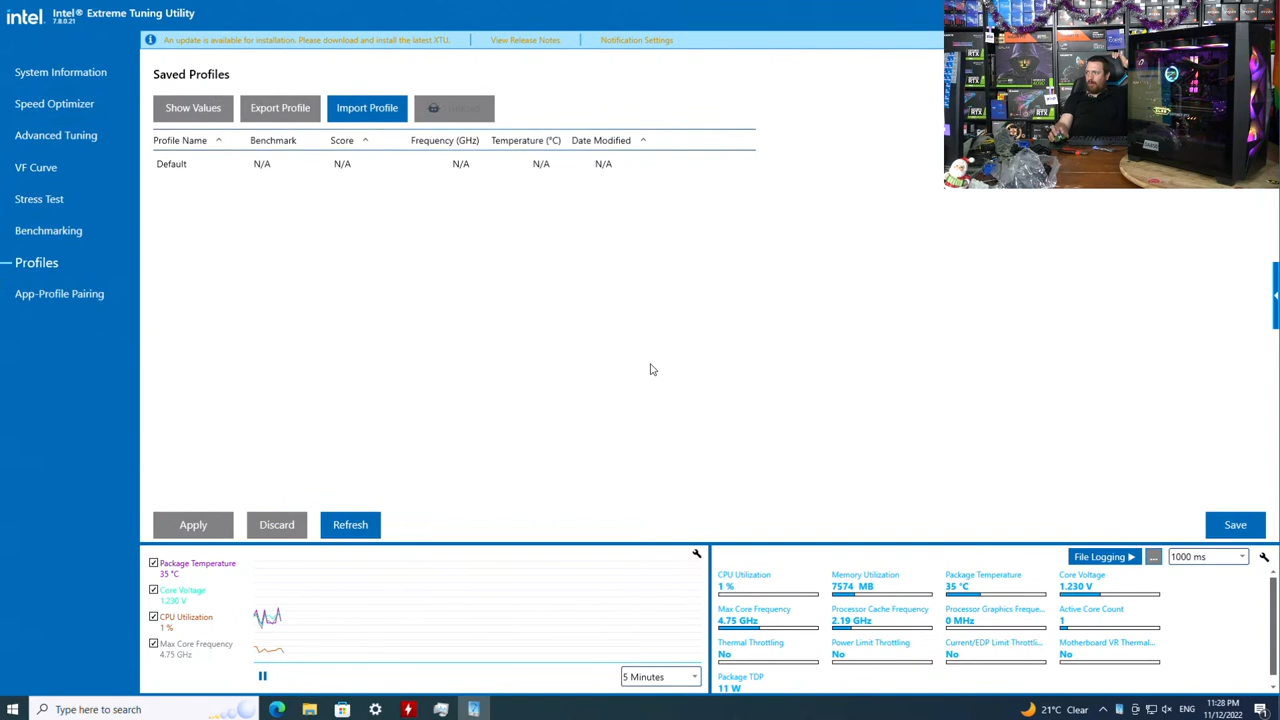 intel Intel® Extreme Tuning Utility
7.8.0.21
An update is available for installation. Please download and install the latest XTU. View Release Notes Notification Settings
System Information
Speed Optimizer
Advanced Tuning
VF Curve
Stress Test
Benchmarking
Profiles
App-Profile Pairing
Saved Profiles
Show Values Export Profile Import Profile
Profile Name Benchmark Score Frequency (GHz) Temperature (°C) Date Modified
Default N/A N/A N/A N/A N/A
Apply Discard Refresh Save
Package Temperature
35 °C
Core Voltage
1.230 V
CPU Utilization
1 %
Max Core Frequency
4.75 GHz
5 Minutes
File Logging ... 1000 ms
CPU Utilization Memory Utilization Package Temperature Core Voltage
1 % 7574 MB 35 °C 1.230 V
Max Core Frequency Processor Cache Frequency Processor Graphics Freque... Active Core Count
4.75 GHz 2.19 GHz 0 MHz 1
Thermal Throttling Power Limit Throttling Current/EDP Limit Throttli... Motherboard VR Thermal...
No No No No
Package TDP
11 W
Type here to search
21°C Clear ENG 11:28 PM
11/12/2022